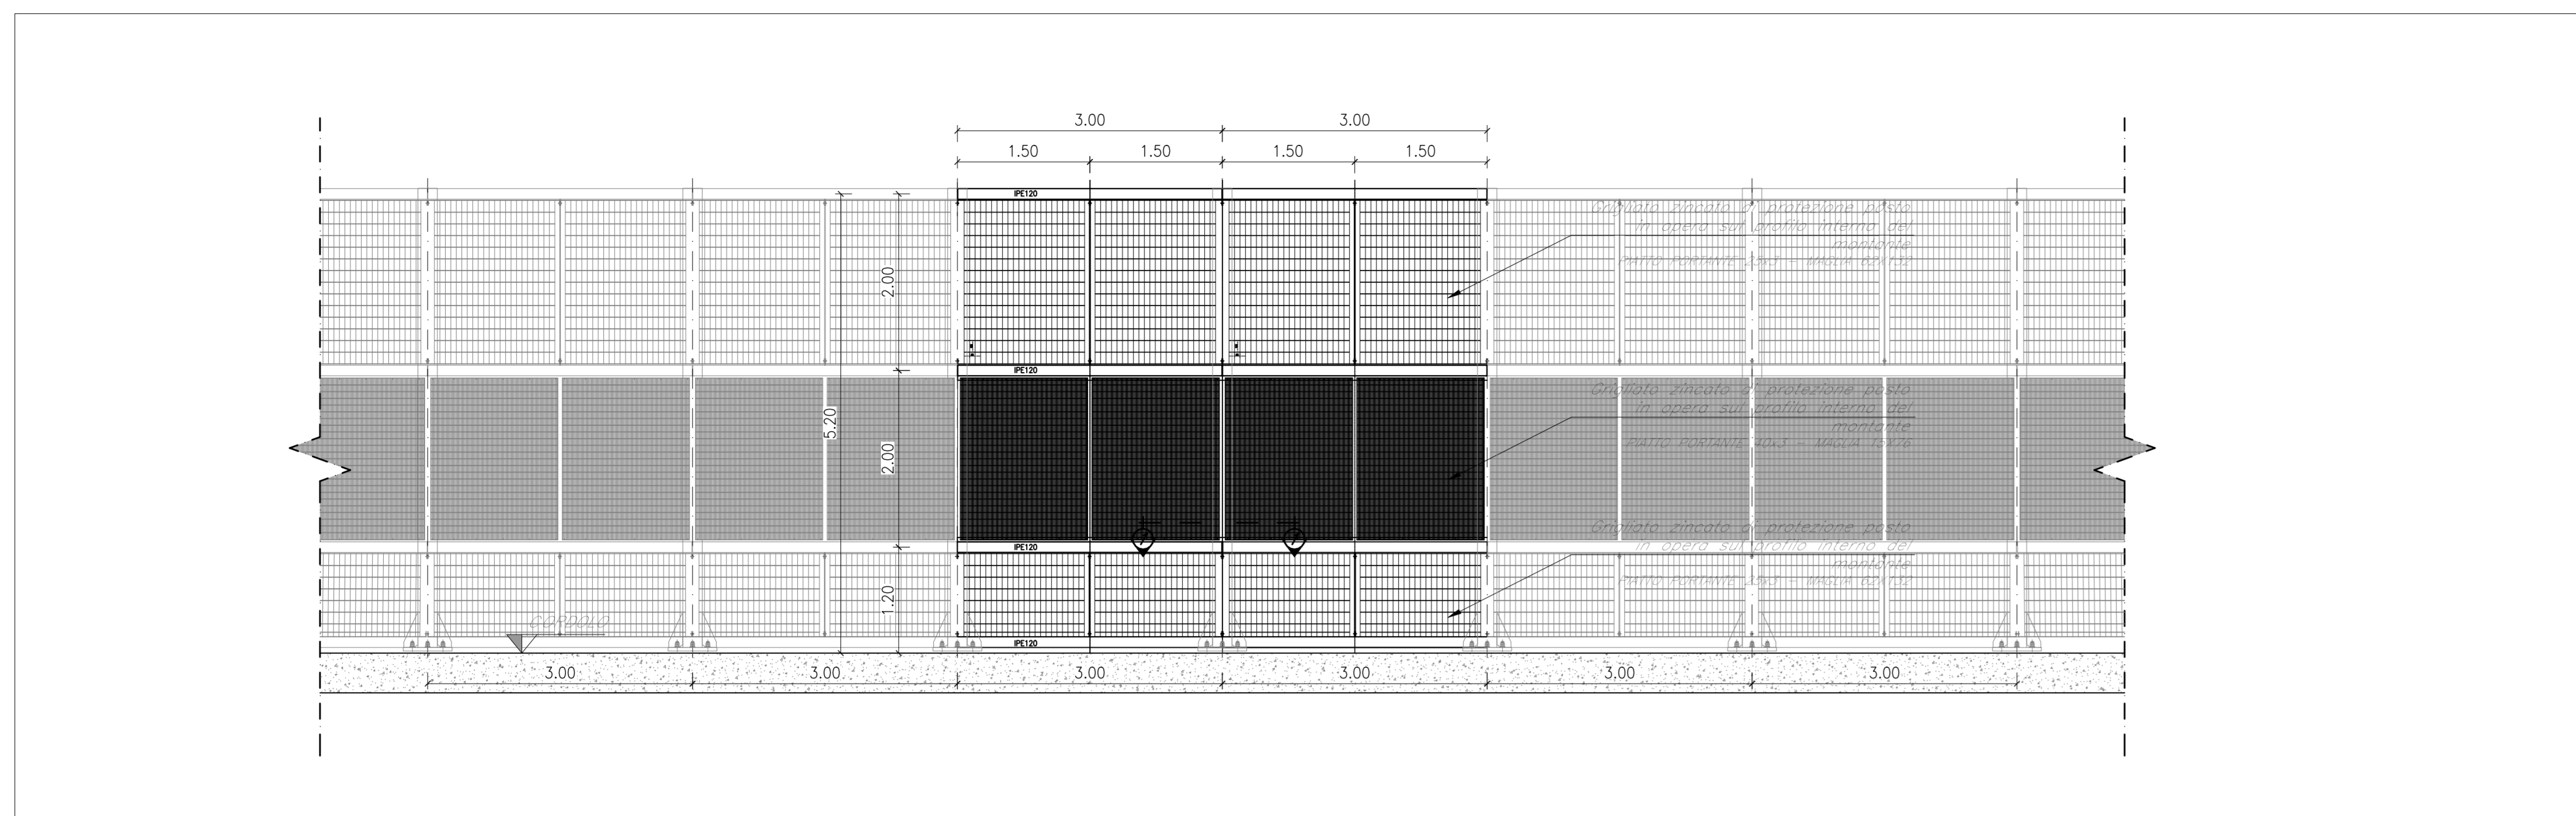 3.00 3.00
1.50 1.50 1.50 1.50
IPE120
Grigliato zincato di protezione posto
in opera sul profilo interno del
montante
PIATTO PORTANTE 25x3 - MAGLIA 62X132
2.00
IPE120
Grigliato zincato di protezione posto
in opera sul profilo interno del
montante
PIATTO PORTANTE 40x3 - MAGLIA 15X76
5.20
2.00
IPE120
Grigliato zincato di protezione posto
in opera sul profilo interno del
montante
PIATTO PORTANTE 25x3 - MAGLIA 62X132
1.20
CORDOLO
IPE120
3.00 3.00 3.00 3.00 3.00 3.00